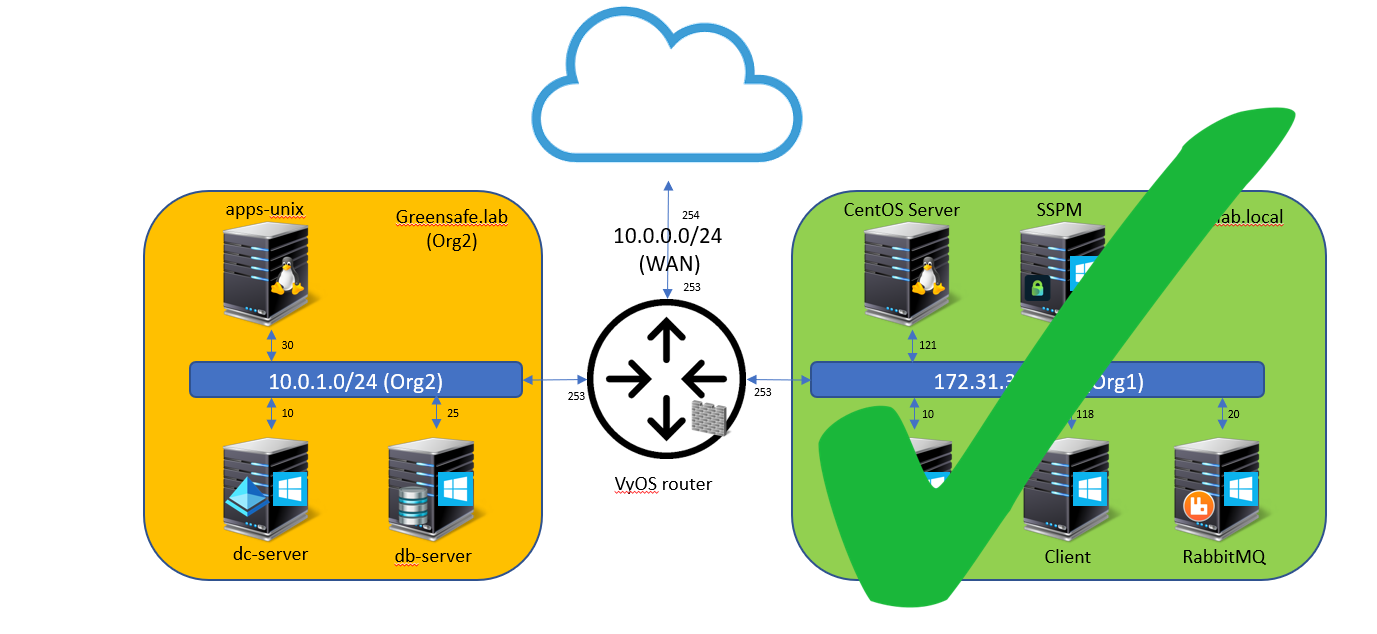 254
10.0.0.0/24
(WAN)
253
apps-unix
Greensafe.lab
(Org2)
30
10.0.1.0/24 (Org2)
10
25
dc-server
db-server
253
253
VyOS router
CentOS Server
SSPM
lab.local
121
172.31.3
Org1)
10
118
20
Client
RabbitMQ